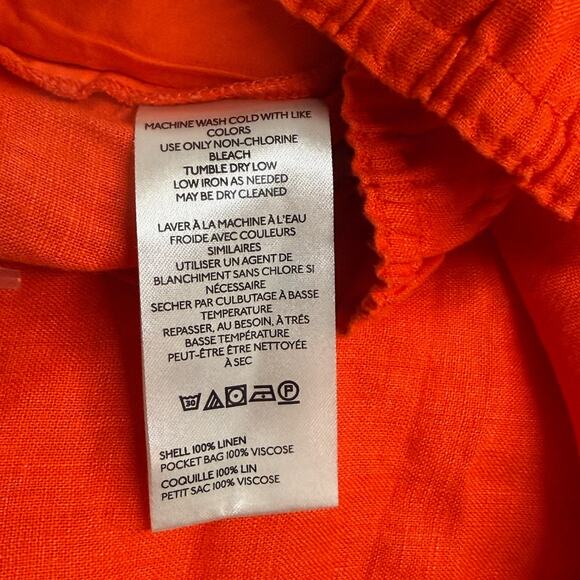 MACHINE WASH COLD WITH LIKE
COLORS
USE ONLY NON-CHLORINE
BLEACH
TUMBLE DRY LOW
LOW IRON AS NEEDED
MAY BE DRY CLEANED
LAVER À LA MACHINE À L'EAU
FROIDE AVEC COULEURS
SIMILAIRES
UTILISER UN AGENT DE
BLANCHIMENT SANS CHLORE SI
NÉCESSAIRE
SECHER PAR CULBUTAGE À BASSE
TEMPÉRATURE
REPASSER, AU BESOIN, À TRÉS
BASSE TEMPÉRATURE
PEUT-ÊTRE ÊTRE NETTOYÉE
À SEC
30 P
SHELL 100% LINEN
POCKET BAG 100% VISCOSE
COQUILLE 100% LIN
PETIT SAC 100% VISCOSE